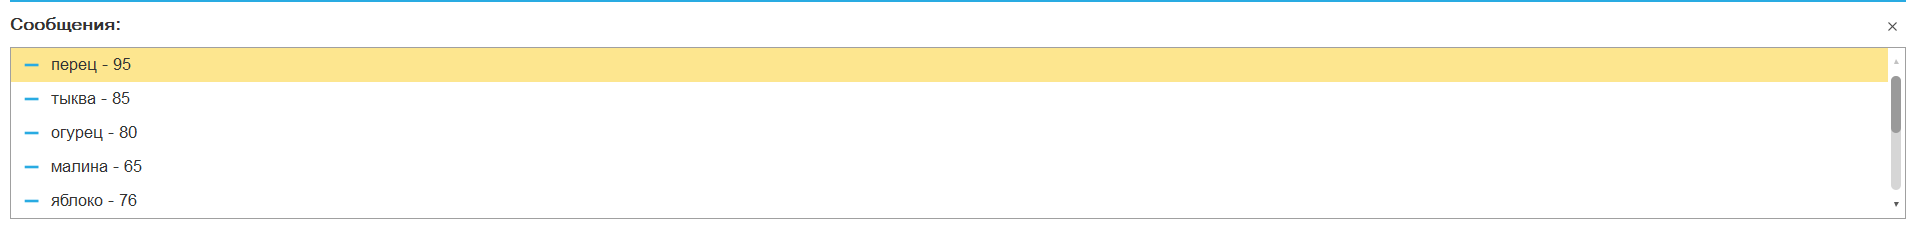 Сообщения:
перец - 95
тыква - 85
огурец - 80
малина - 65
яблоко - 76